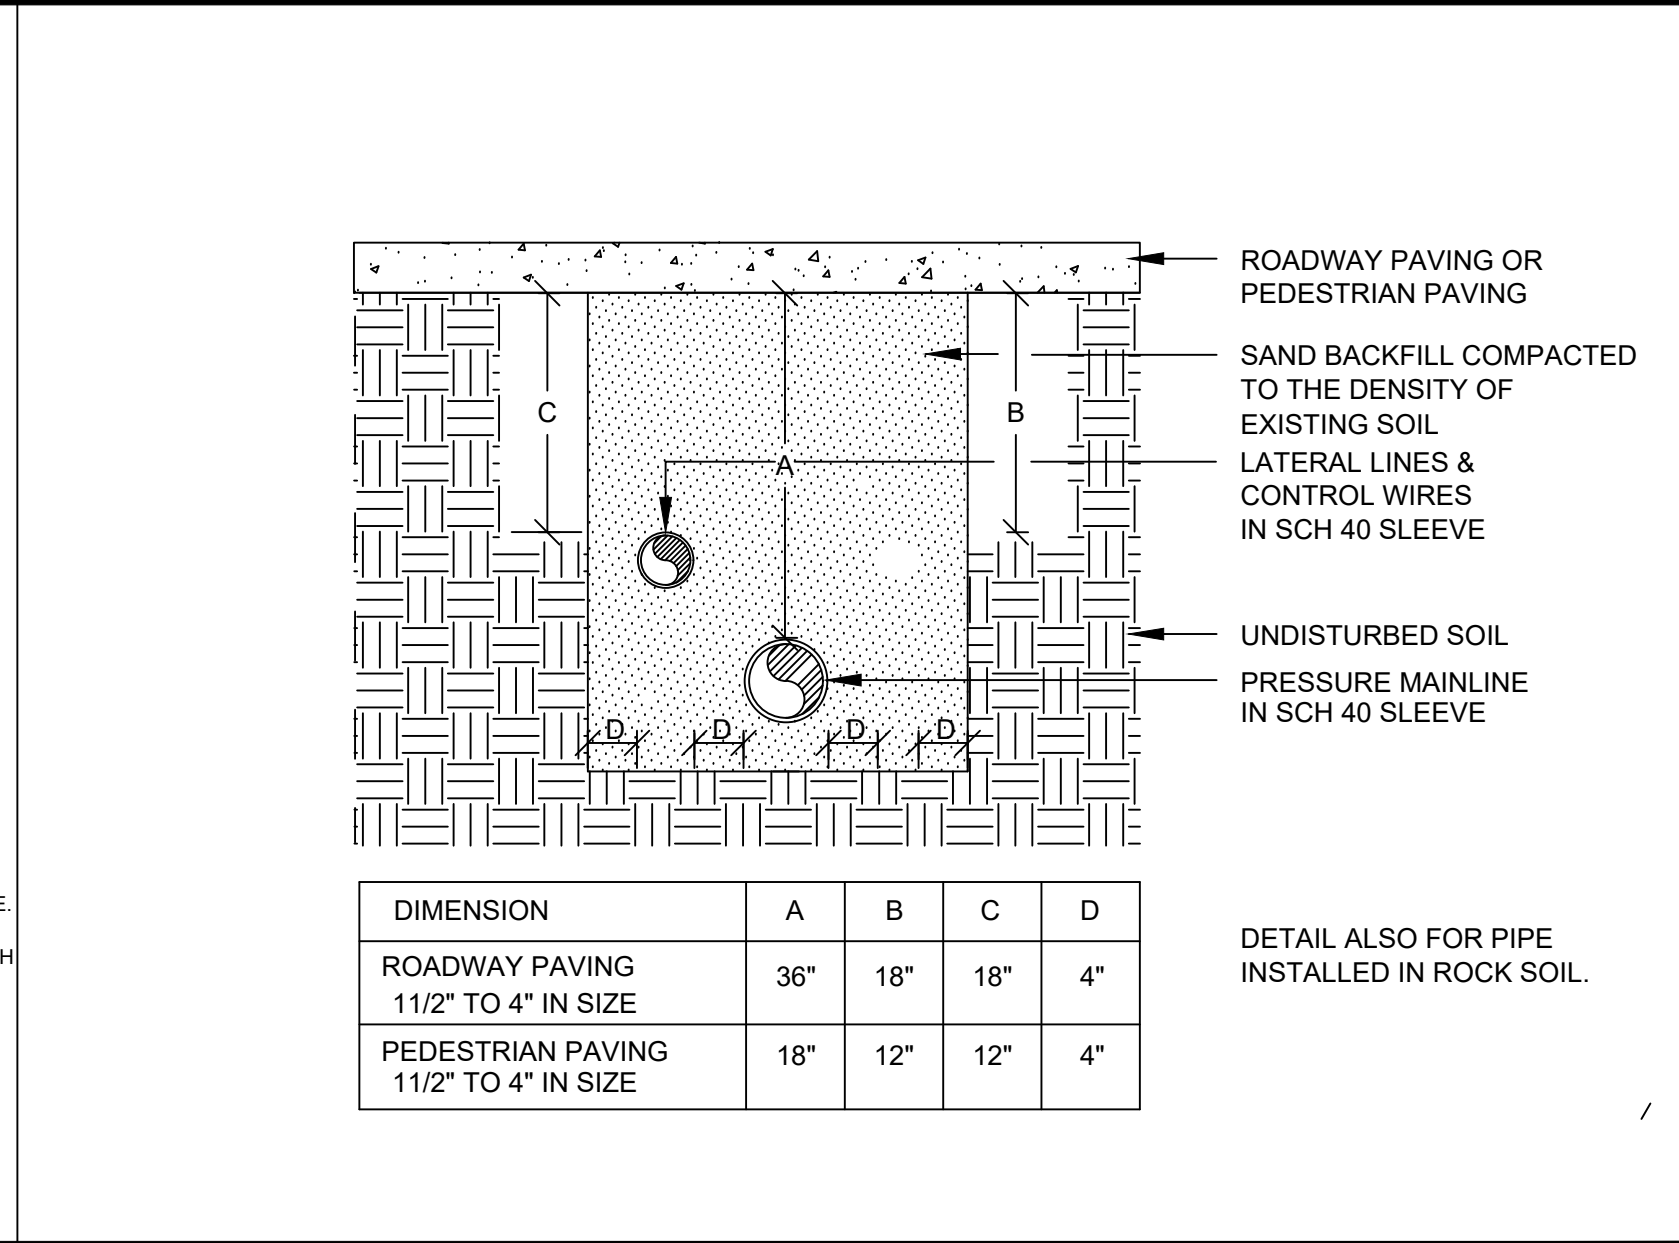 ROADWAY PAVING OR
PEDESTRIAN PAVING
SAND BACKFILL COMPACTED
TO THE DENSITY OF
EXISTING SOIL
C
B
A
LATERAL LINES &
CONTROL WIRES
IN SCH 40 SLEEVE
UNDISTURBED SOIL
PRESSURE MAINLINE
IN SCH 40 SLEEVE
D D D D
E.
H
DIMENSION A B C D
ROADWAY PAVING 36" 18" 18" 4"
11/2" TO 4" IN SIZE
PEDESTRIAN PAVING 18" 12" 12" 4"
11/2" TO 4" IN SIZE
DETAIL ALSO FOR PIPE
INSTALLED IN ROCK SOIL.
/